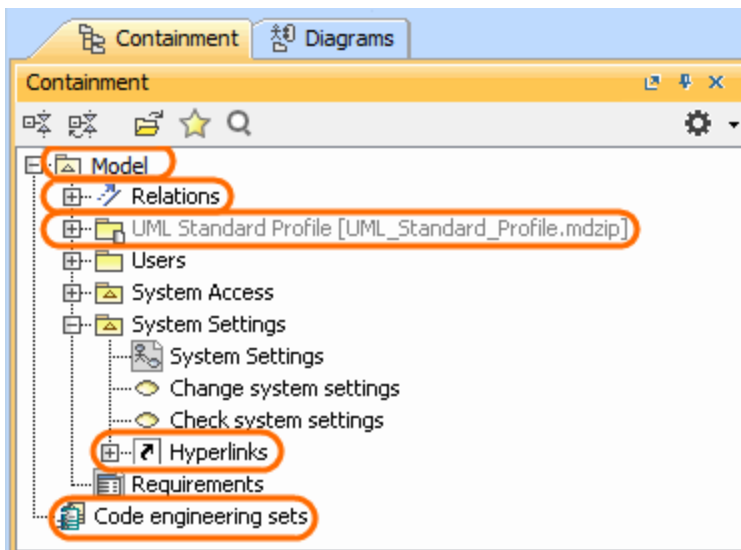 Containment Diagrams
Containment
Model
Relations
UML Standard Profile [UML_Standard_Profile.mdzip]
Users
System Access
System Settings
System Settings
Change system settings
Check system settings
Hyperlinks
Requirements
Code engineering sets